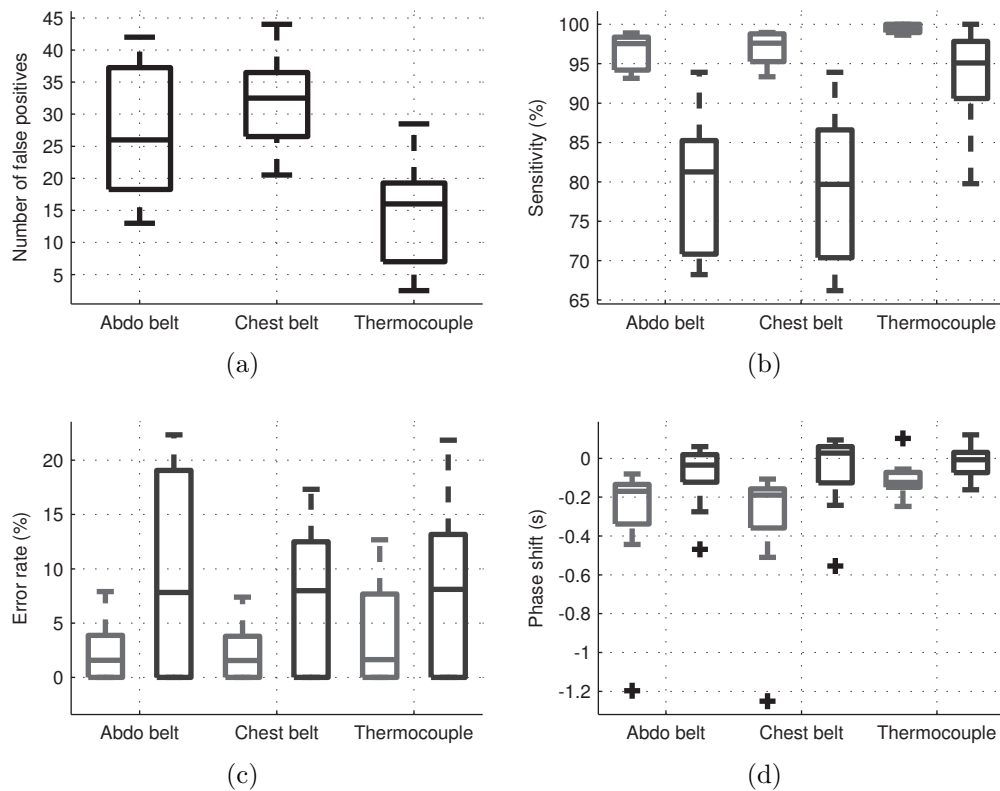 Number of false positives
45
40
35
30
25
20
15
10
5
Abdo belt Chest belt Thermocouple
(a)
Sensitivity (%)
100
95
90
85
80
75
70
65
Abdo belt Chest belt Thermocouple
(b)
Error rate (%)
20
15
10
5
0
Abdo belt Chest belt Thermocouple
(c)
Phase shift (s)
0
-0.2
-0.4
-0.6
-0.8
-1
-1.2
Abdo belt Chest belt Thermocouple
(d)